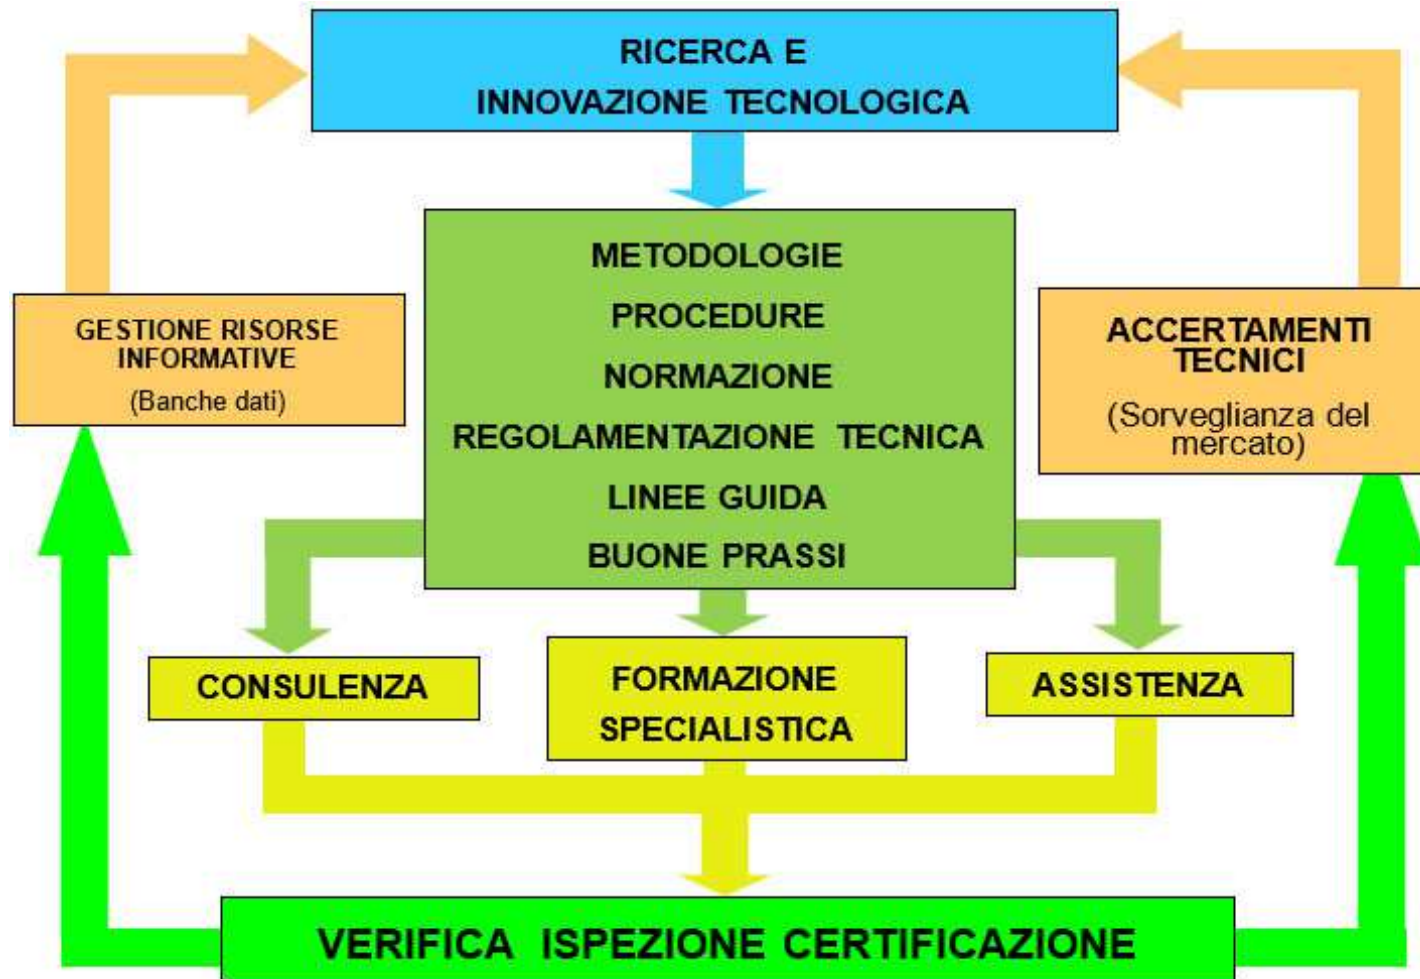 RICERCA E
INNOVAZIONE TECNOLOGICA
METODOLOGIE
PROCEDURE
NORMAZIONE
REGOLAMENTAZIONE TECNICA
LINEE GUIDA
BUONE PRASSI
GESTIONE RISORSE
INFORMATIVE
(Banche dati)
ACCERTAMENTI
TECNICI
(Sorveglianza del
mercato)
CONSULENZA
FORMAZIONE
SPECIALISTICA
ASSISTENZA
VERIFICA ISPEZIONE CERTIFICAZIONE